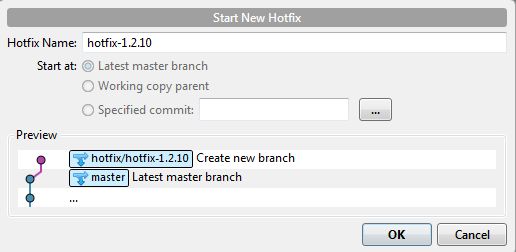 Start New Hotfix
Hotfix Name: hotfix-1.2.10
Start at: Latest master branch
Working copy parent
Specified commit: ...
Preview
hotfix/hotfix-1.2.10 Create new branch
master Latest master branch
...
OK Cancel